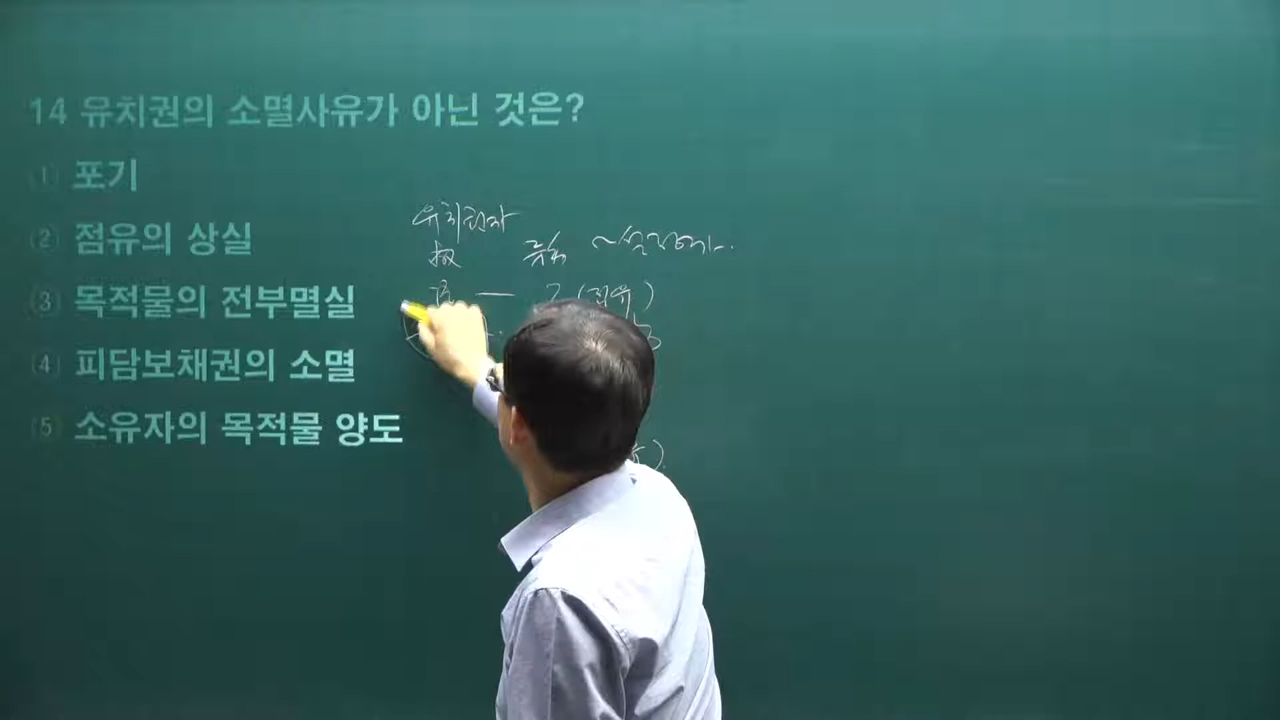 14 유치권의 소멸사유가 아닌 것은?
(1) 포기
(2) 점유의 상실
(3) 목적물의 전부멸실
(4) 피담보채권의 소멸
(5) 소유자의 목적물 양도
유치권자
(점유)